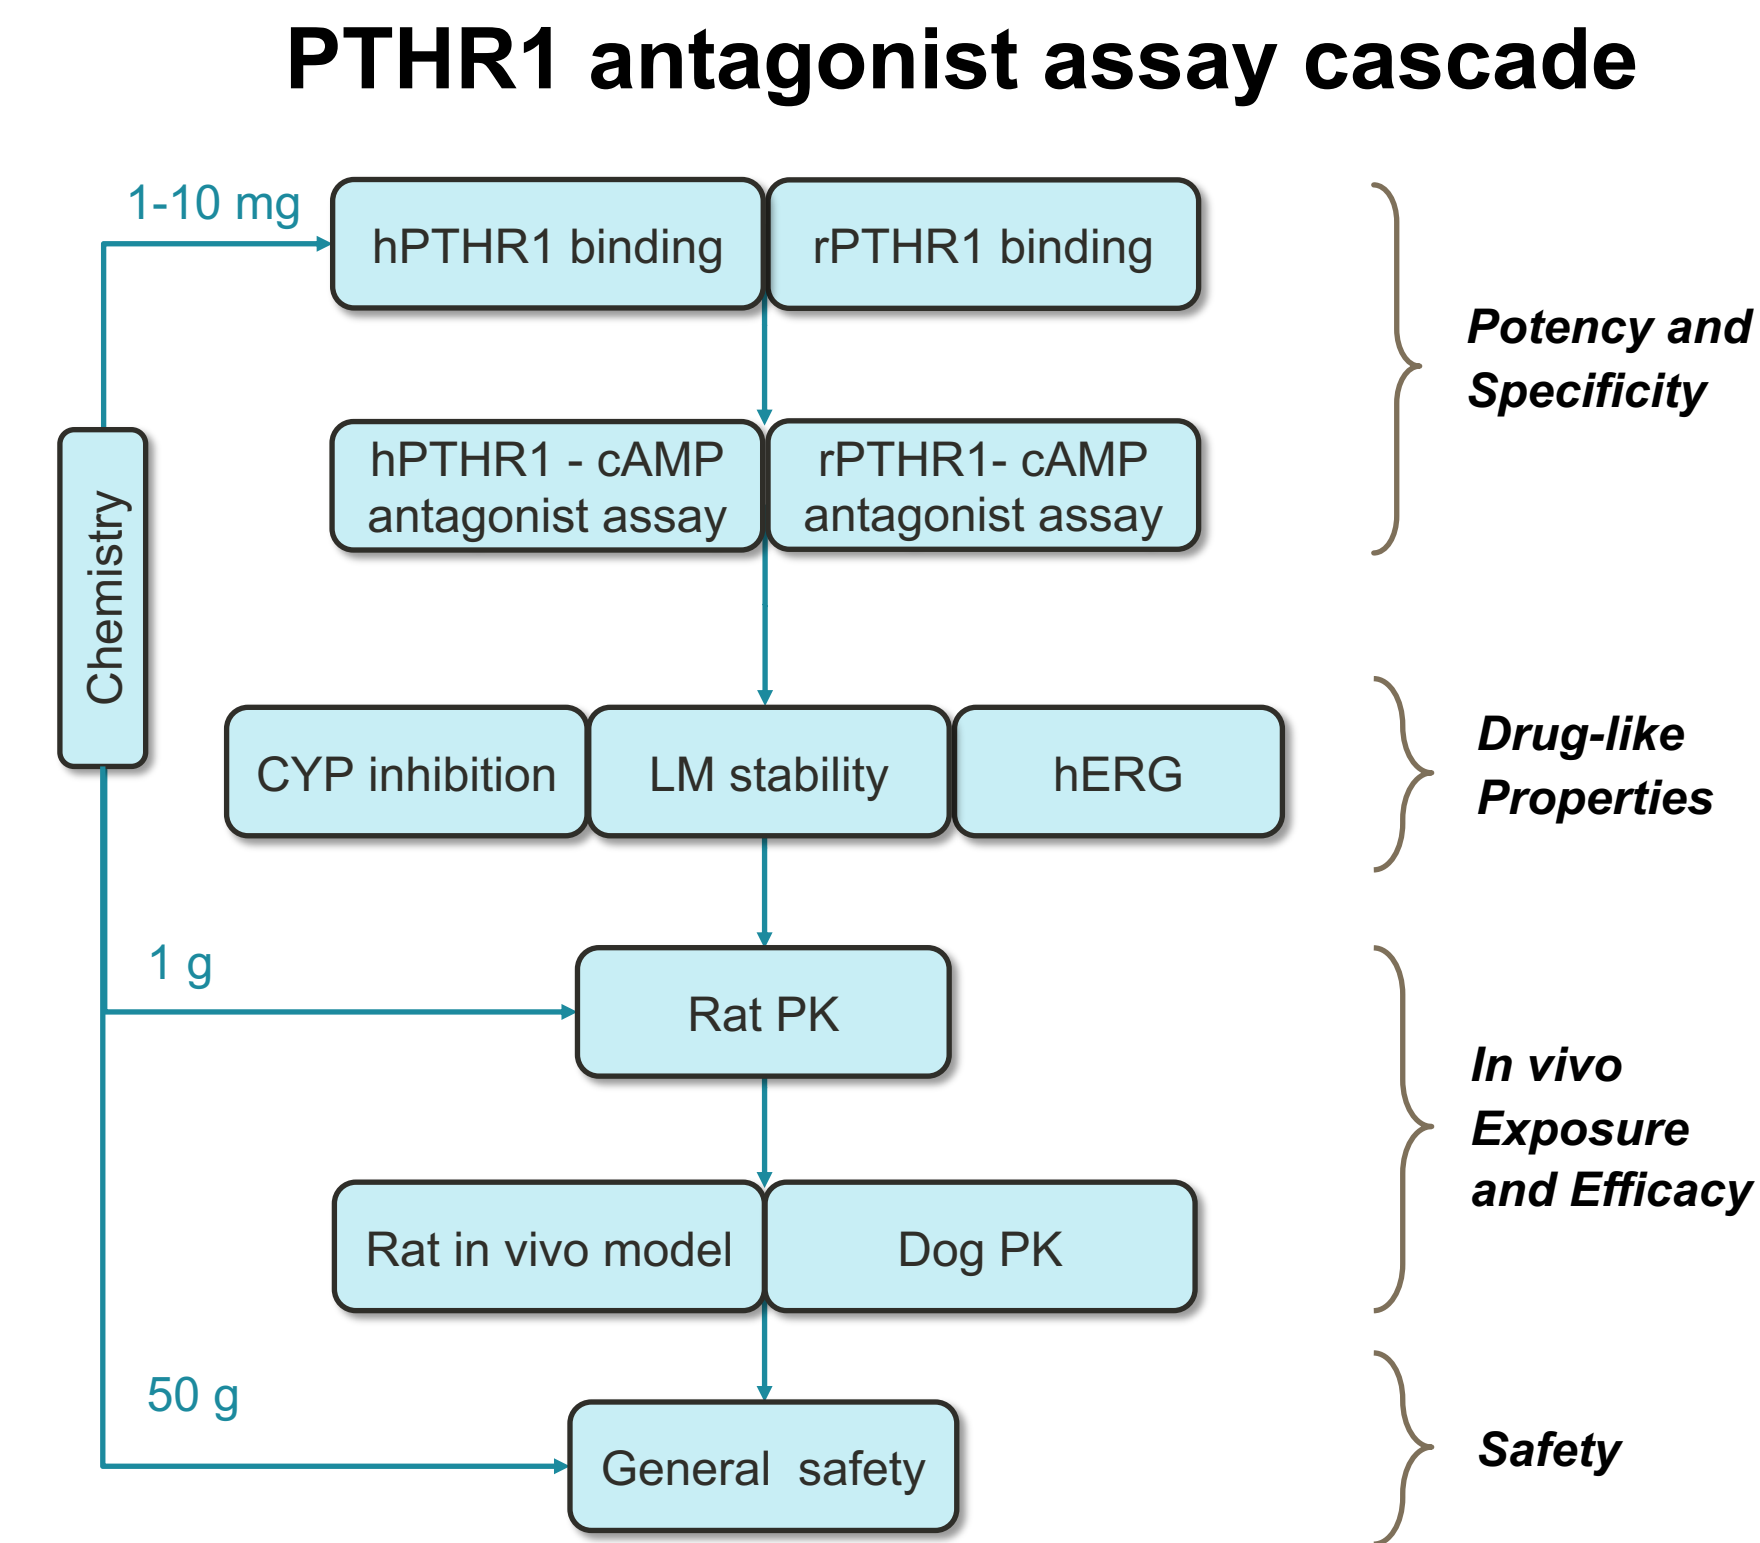 PTHR1 antagonist assay cascade
1-10 mg
hPTHR1 binding
rPTHR1 binding
Potency and
Specificity
hPTHR1 - cAMP
antagonist assay
rPTHR1- cAMP
antagonist assay
Chemistry
CYP inhibition
LM stability
hERG
Drug-like
Properties
1 g
Rat PK
In vivo
Exposure
and Efficacy
Rat in vivo model
Dog PK
50 g
General safety
Safety